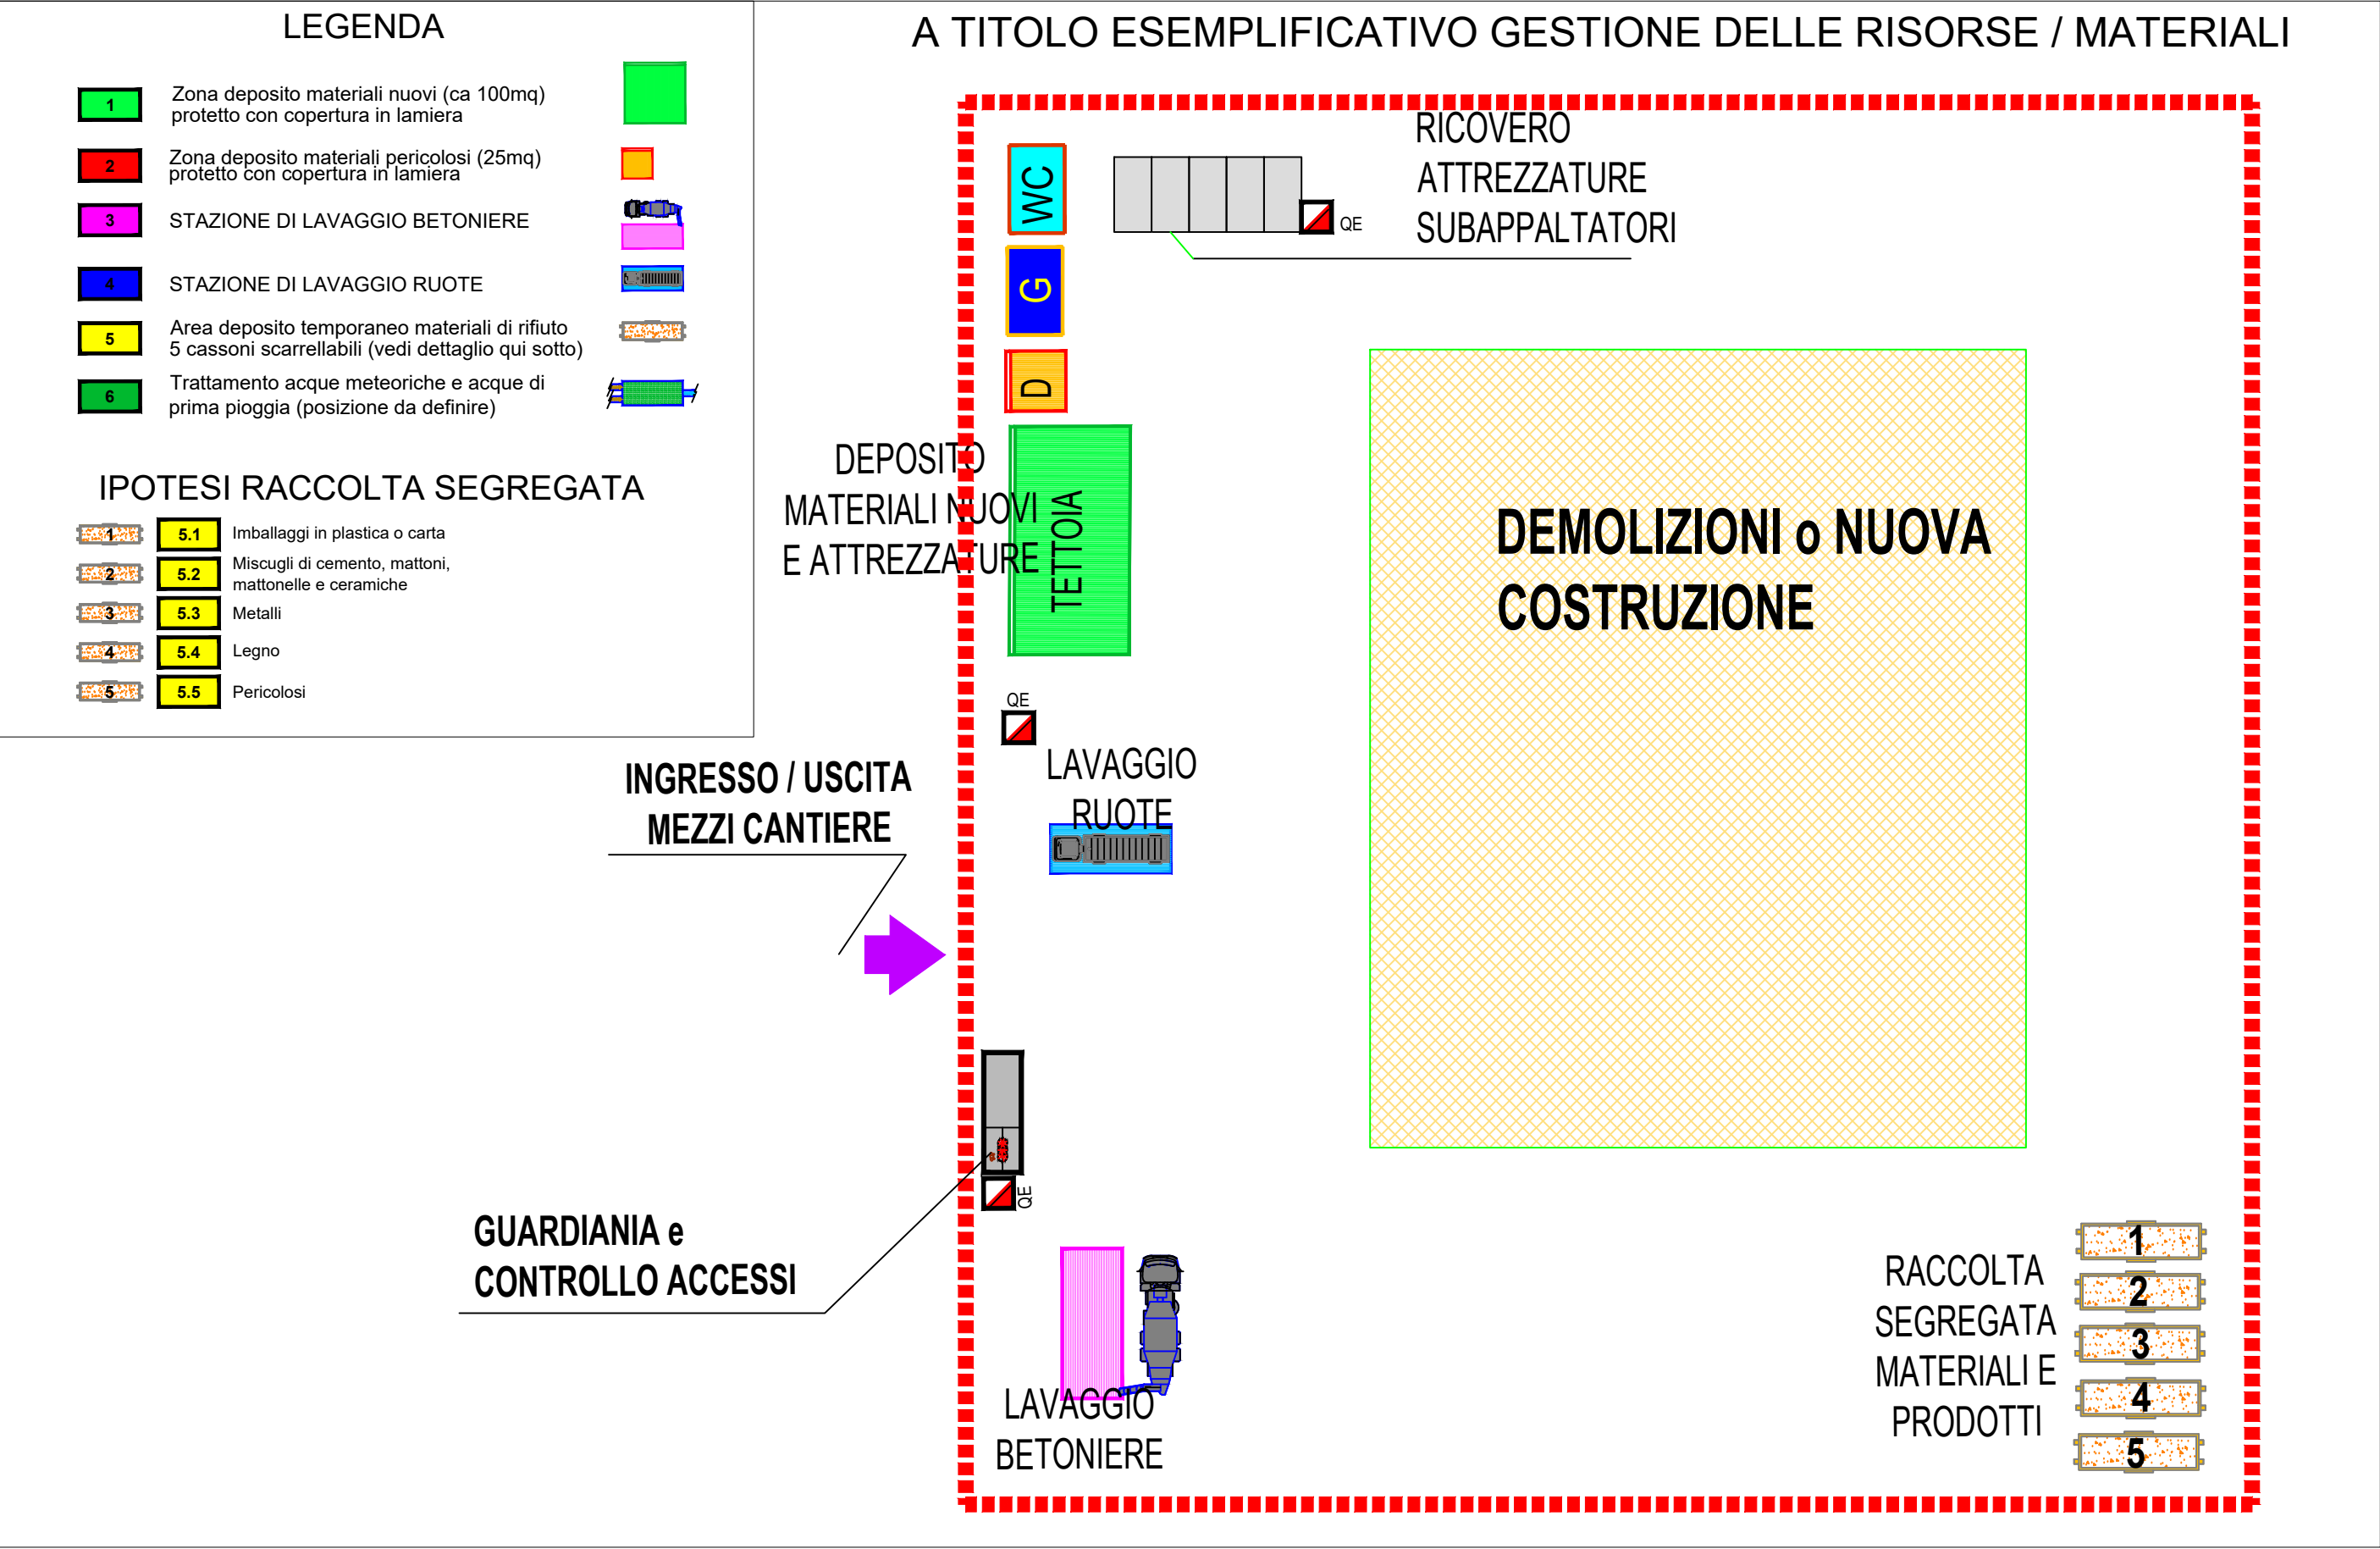 LEGENDA
1
Zona deposito materiali nuovi (ca 100mq)
protetto con copertura in lamiera
2
Zona deposito materiali pericolosi (25mq)
protetto con copertura in lamiera
3
STAZIONE DI LAVAGGIO BETONIERE
4
STAZIONE DI LAVAGGIO RUOTE
5
Area deposito temporaneo materiali di rifiuto
5 cassoni scarrellabili (vedi dettaglio qui sotto)
6
Trattamento acque meteoriche e acque di
prima pioggia (posizione da definire)
IPOTESI RACCOLTA SEGREGATA
1 5.1 Imballaggi in plastica o carta
2 5.2 Miscugli di cemento, mattoni,
mattonelle e ceramiche
3 5.3 Metalli
4 5.4 Legno
5 5.5 Pericolosi
A TITOLO ESEMPLIFICATIVO GESTIONE DELLE RISORSE / MATERIALI
WC
QE
RICOVERO
ATTREZZATURE
SUBAPPALTATORI
G
D
DEPOSITO
MATERIALI NUOVI
E ATTREZZATURE
TETTOIA
DEMOLIZIONI o NUOVA
COSTRUZIONE
QE
LAVAGGIO
RUOTE
INGRESSO / USCITA
MEZZI CANTIERE
QE
GUARDIANIA e
CONTROLLO ACCESSI
LAVAGGIO
BETONIERE
RACCOLTA
SEGREGATA
MATERIALI E
PRODOTTI
1
2
3
4
5